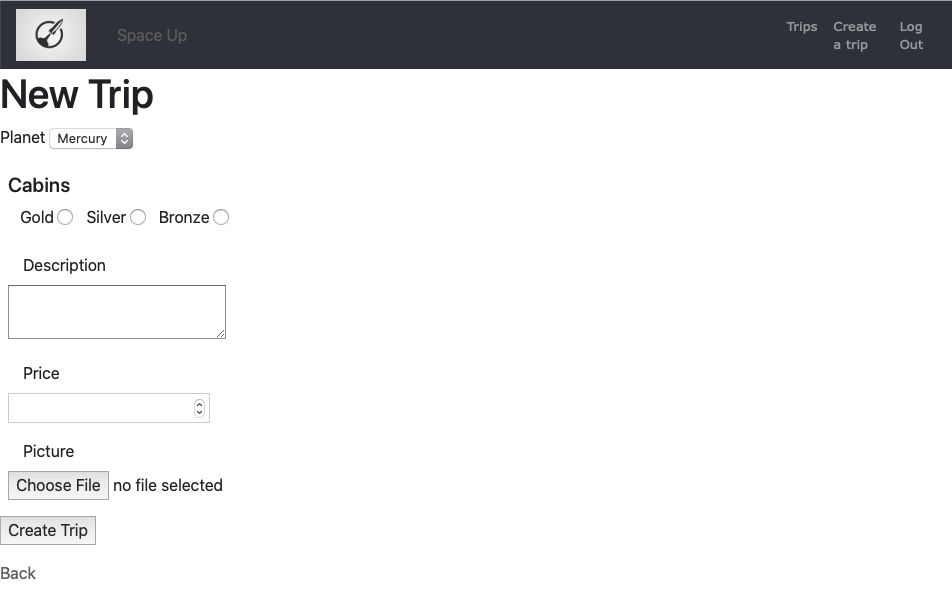 Space Up
Trips
Create
a trip
Log
Out
New Trip
Planet Mercury
Cabins
Gold Silver Bronze
Description
Price
Picture
Choose File no file selected
Create Trip
Back